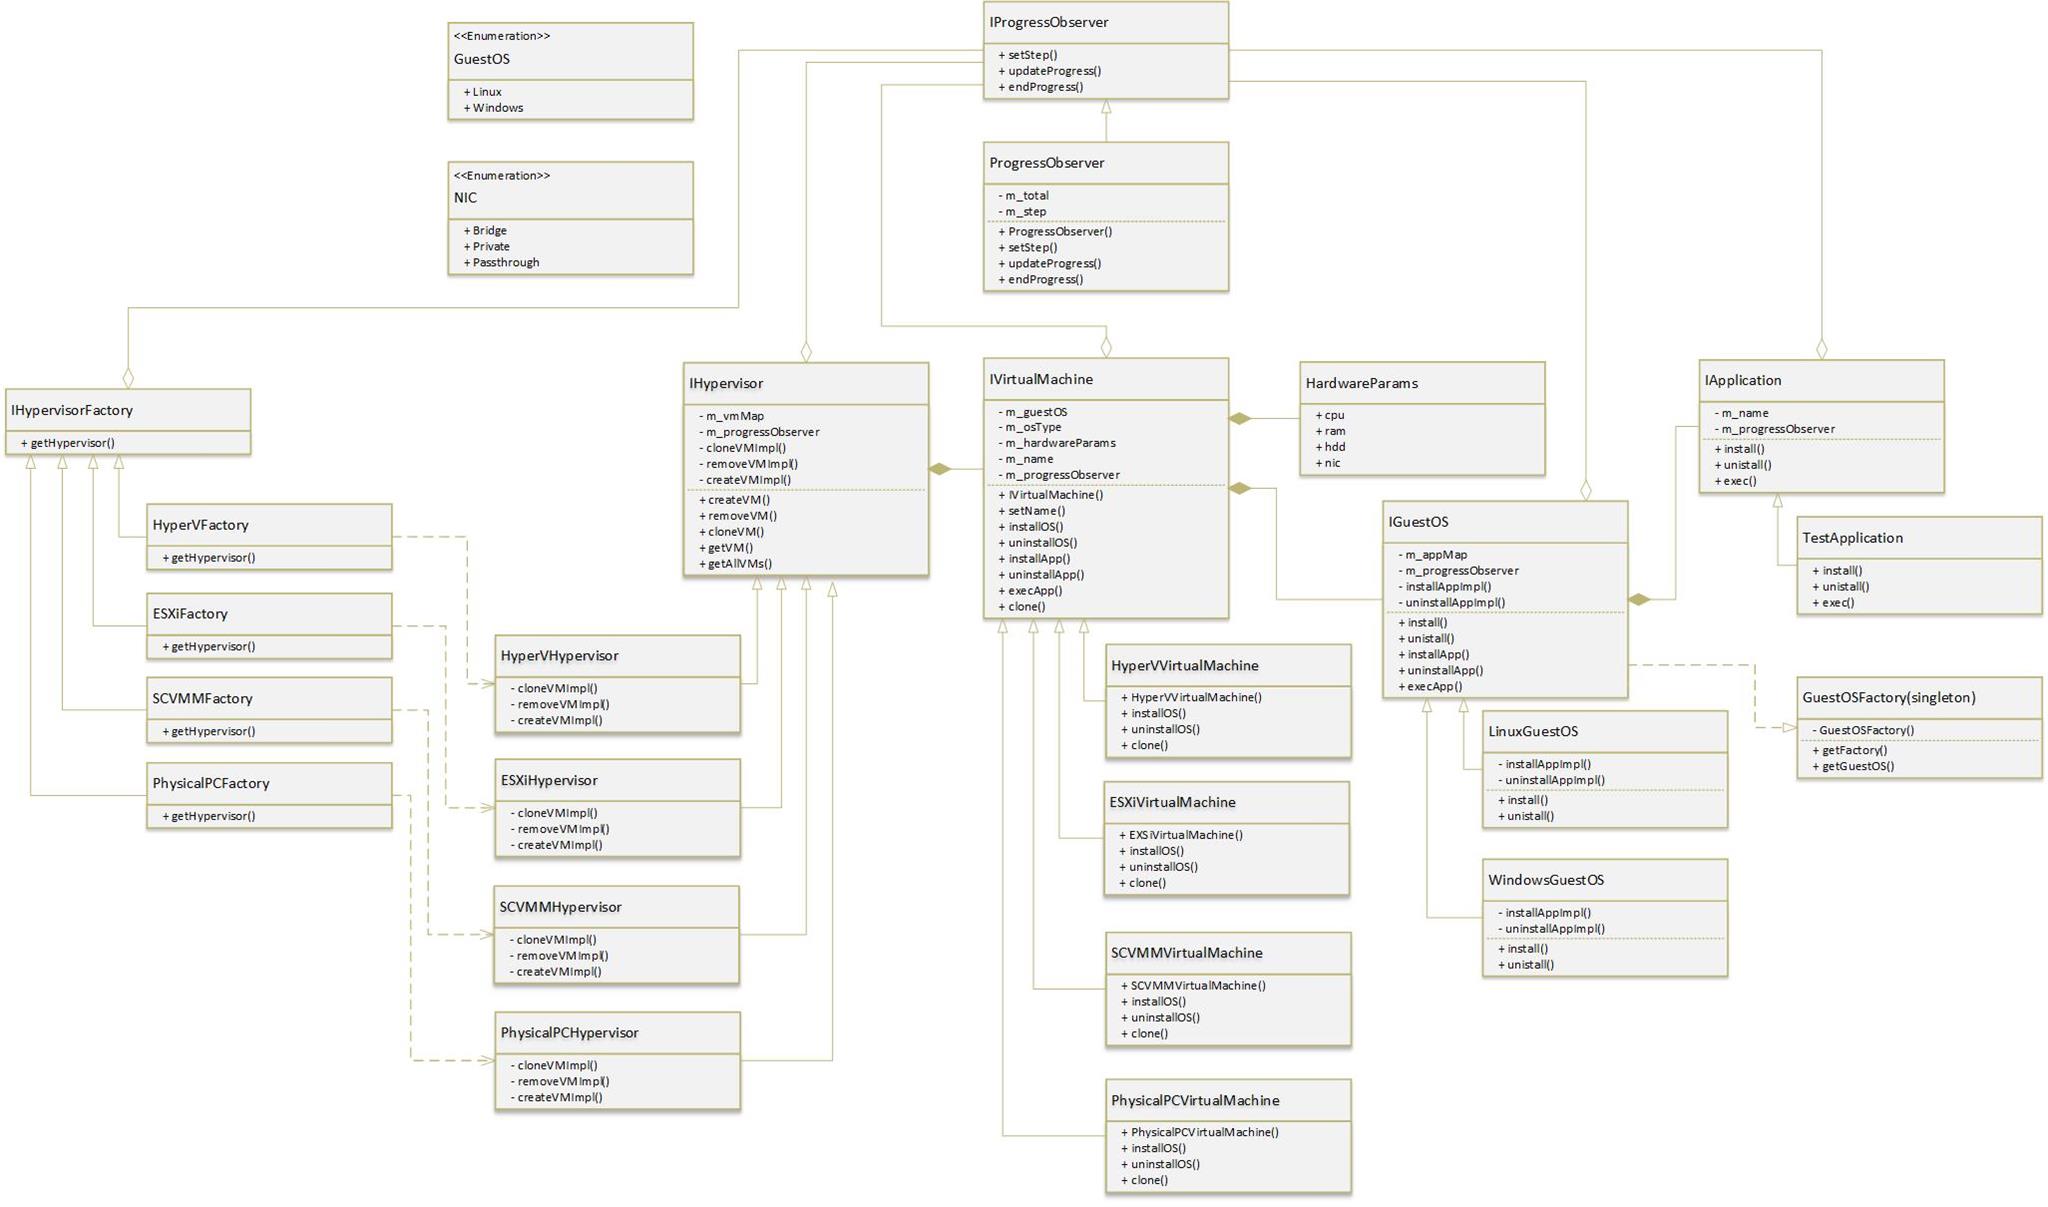 <<Enumeration>>
GuestOS
+ Linux
+ Windows
<<Enumeration>>
NIC
+ Bridge
+ Private
+ Passthrough
IProgressObserver
+ setStep()
+ updateProgress()
+ endProgress()
ProgressObserver
- m_total
- m_step
+ ProgressObserver()
+ setStep()
+ updateProgress()
+ endProgress()
IHypervisorFactory
+ getHypervisor()
HyperVFactory
+ getHypervisor()
ESXiFactory
+ getHypervisor()
SCVMMFactory
+ getHypervisor()
PhysicalPCFactory
+ getHypervisor()
IHypervisor
- m_vmMap
- m_progressObserver
- cloneVMImpl()
- removeVMImpl()
- createVMImpl()
+ createVM()
+ removeVM()
+ cloneVM()
+ getVM()
+ getAllVMs()
HyperVHypervisor
- cloneVMImpl()
- removeVMImpl()
- createVMImpl()
ESXiHypervisor
- cloneVMImpl()
- removeVMImpl()
- createVMImpl()
SCVMMHypervisor
- cloneVMImpl()
- removeVMImpl()
- createVMImpl()
PhysicalPCHypervisor
- cloneVMImpl()
- removeVMImpl()
- createVMImpl()
IVirtualMachine
- m_guestOS
- m_osType
- m_hardwareParams
- m_name
- m_progressObserver
+ IVirtualMachine()
+ setName()
+ installOS()
+ uninstallOS()
+ installApp()
+ uninstallApp()
+ execApp()
+ clone()
HyperVVirtualMachine
+ HyperVVirtualMachine()
+ installOS()
+ uninstallOS()
+ clone()
ESXiVirtualMachine
+ EXSiVirtualMachine()
+ installOS()
+ uninstallOS()
+ clone()
SCVMMVirtualMachine
+ SCVMMVirtualMachine()
+ installOS()
+ uninstallOS()
+ clone()
PhysicalPCVirtualMachine
+ PhysicalPCVirtualMachine()
+ installOS()
+ uninstallOS()
+ clone()
HardwareParams
+ cpu
+ ram
+ hdd
+ nic
IGuestOS
- m_appMap
- m_progressObserver
- installAppImpl()
- uninstallAppImpl()
+ install()
+ unistall()
+ installApp()
+ uninstallApp()
+ execApp()
LinuxGuestOS
- installAppImpl()
- uninstallAppImpl()
+ install()
+ unistall()
WindowsGuestOS
- installAppImpl()
- uninstallAppImpl()
+ install()
+ unistall()
IApplication
- m_name
- m_progressObserver
+ install()
+ unistall()
+ exec()
TestApplication
+ install()
+ unistall()
+ exec()
GuestOSFactory(singleton)
- GuestOSFactory()
+ getFactory()
+ getGuestOS()